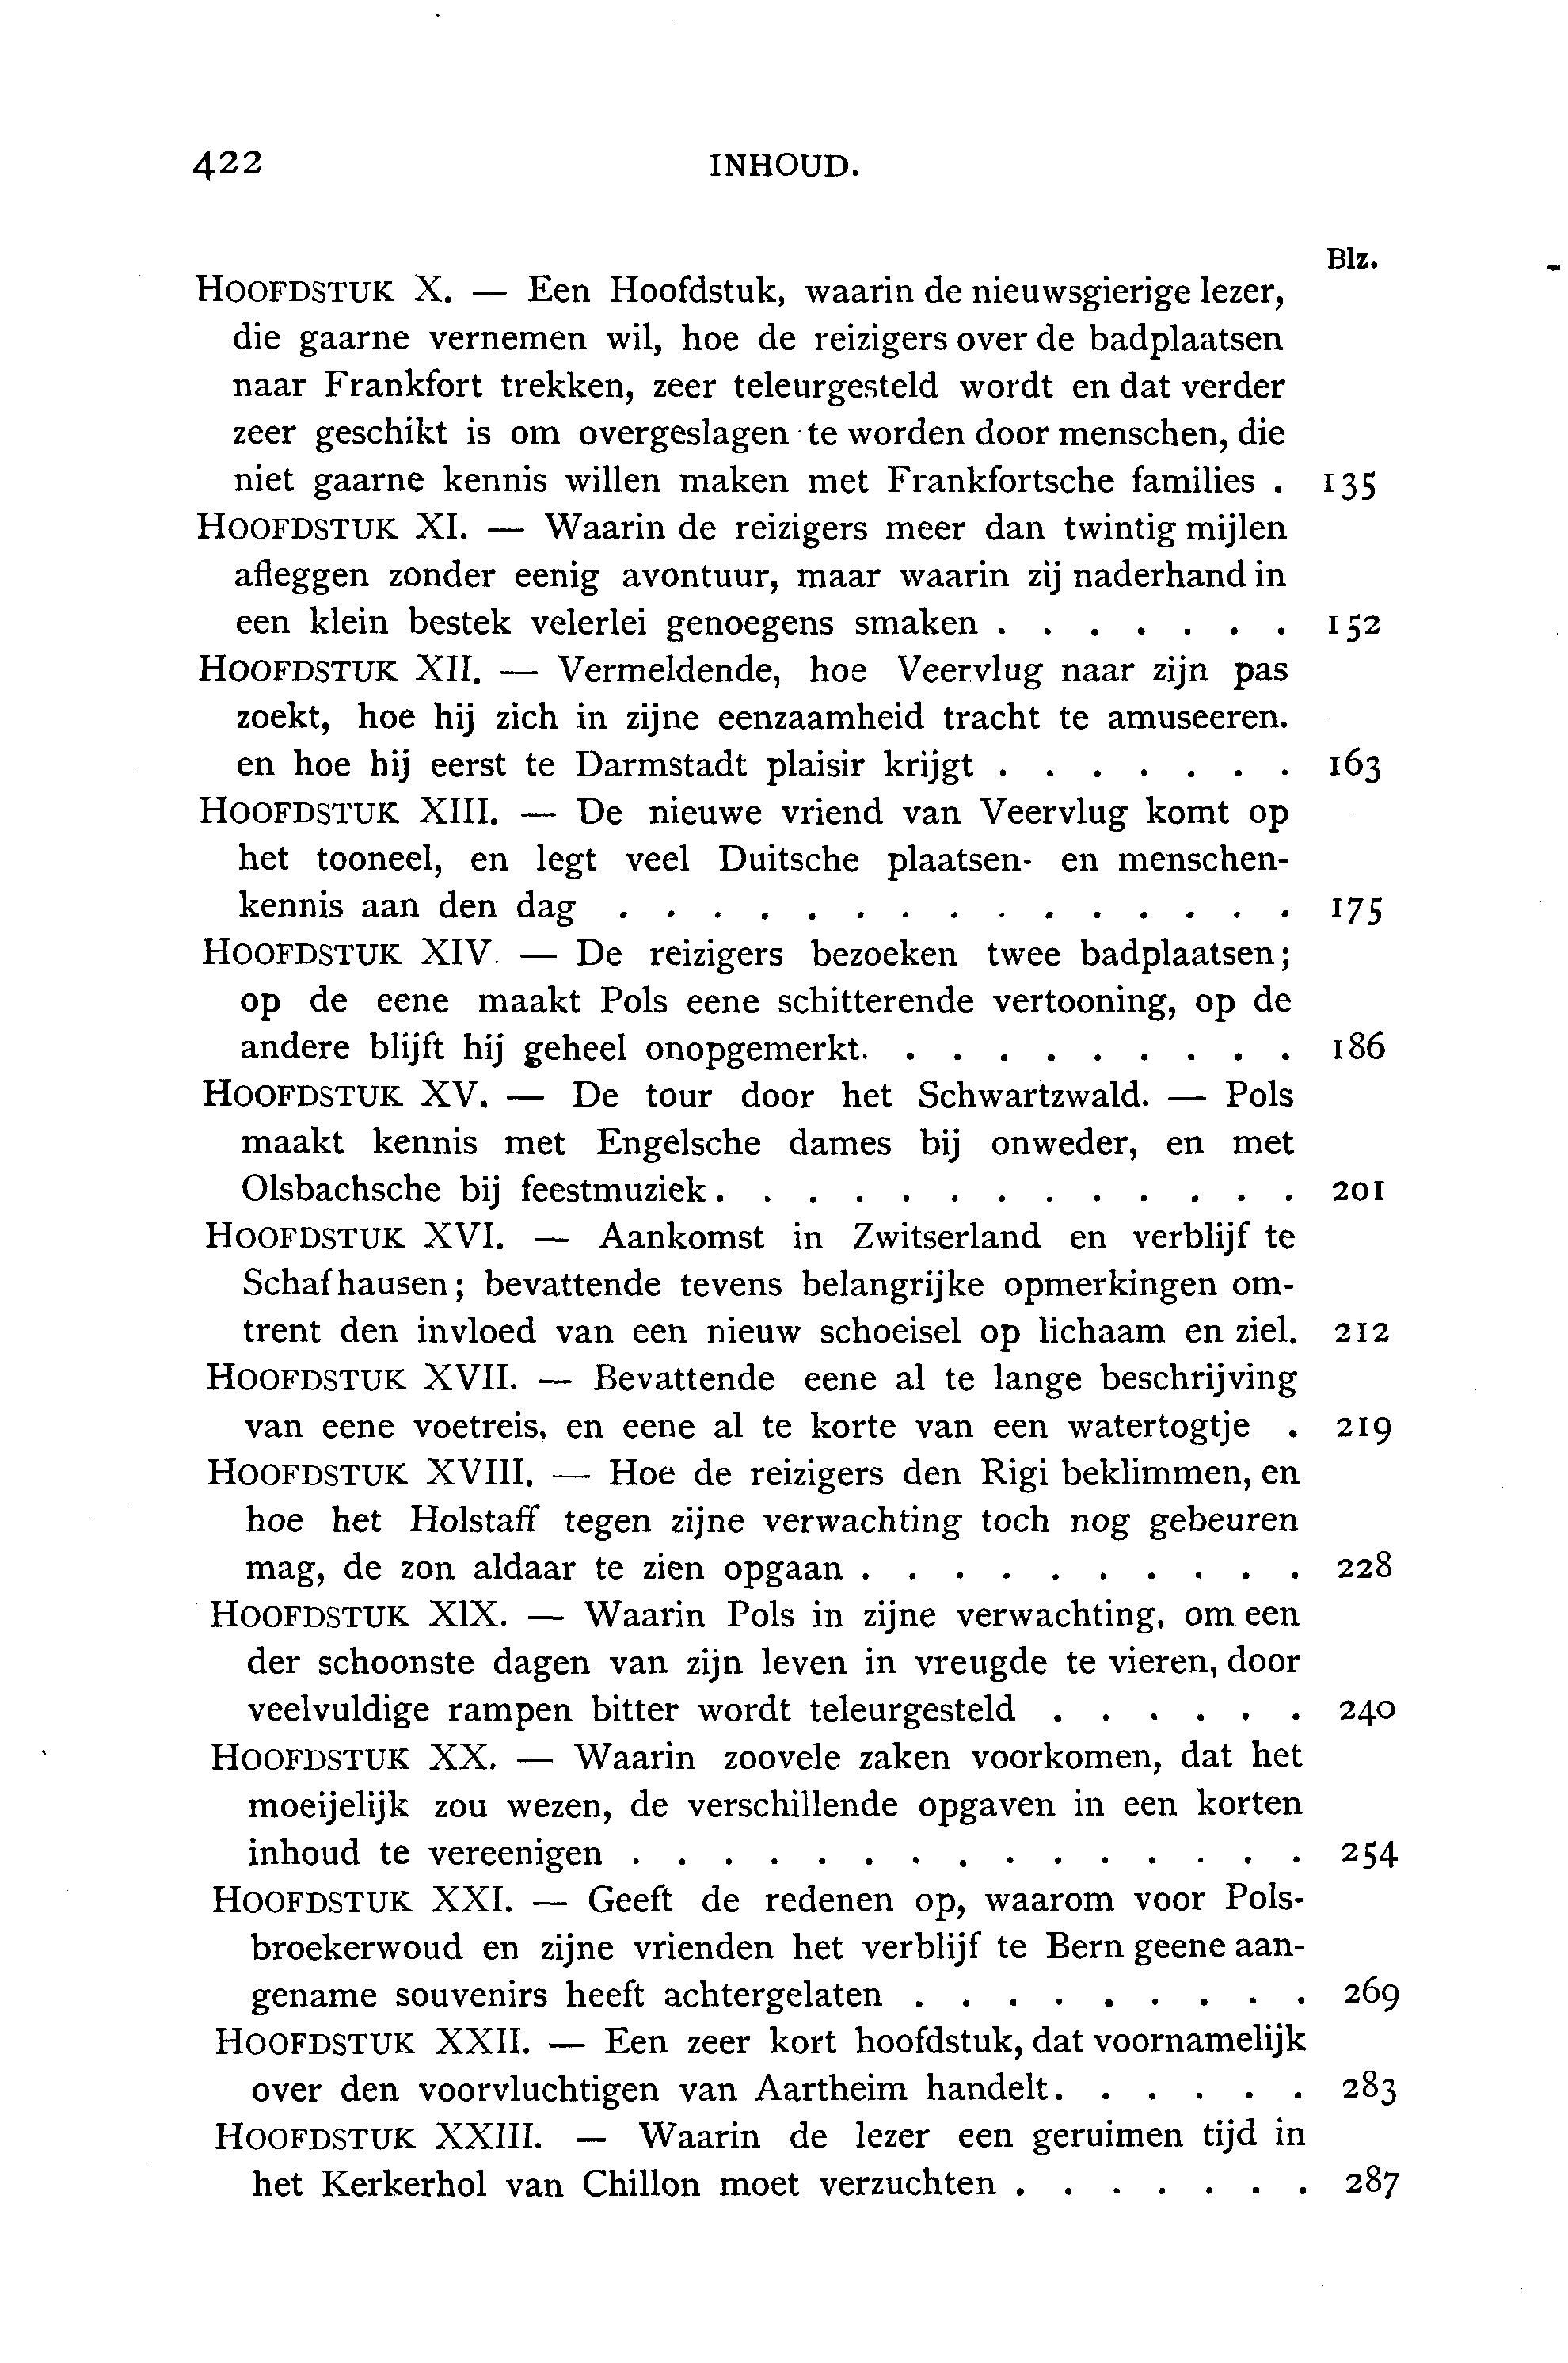 422 INHOUD.
Blz.
HOOFDSTUK X. — Een Hoofdstuk, waarin de nieuwsgierige lezer,
die gaarne vernemen wil, hoe de reizigers over de badplaatsen
naar Frankfort trekken, zeer teleurgesteld wordt en dat verder
zeer geschikt is om overgeslagen te worden door menschen, die
niet gaarne kennis willen maken met Frankfortsche families . 135
HOOFDSTUK XI. — Waarin de reizigers meer dan twintig mijlen
afleggen zonder eenig avontuur, maar waarin zij naderhand in
een klein bestek velerlei genoegens smaken . . . . . . . 152
HOOFDSTUK XII. — Vermeldende, hoe Veervlug naar zijn pas
zoekt, hoe hij zich in zijne eenzaamheid tracht te amuseeren.
en hoe hij eerst te Darmstadt plaisir krijgt . . . . . . . 163
HOOFDSTUK XIII. — De nieuwe vriend van Veervlug komt op
het tooneel, en legt veel Duitsche plaatsen- en menschen-
kennis aan den dag . . . . . . . . . . . . . . . 175
HOOFDSTUK XIV. — De reizigers bezoeken twee badplaatsen;
op de eene maakt Pols eene schitterende vertooning, op de
andere blijft hij geheel onopgemerkt. . . . . . . . . . 186
HOOFDSTUK XV. — De tour door het Schwartzwald. — Pols
maakt kennis met Engelsche dames bij onweder, en met
Olsbachsche bij feestmuziek. . . . . . . . . . . . . 201
HOOFDSTUK XVI. — Aankomst in Zwitserland en verblijf te
Schafhausen; bevattende tevens belangrijke opmerkingen om-
trent den invloed van een nieuw schoeisel op lichaam en ziel. 212
HOOFDSTUK XVII. — Bevattende eene al te lange beschrijving
van eene voetreis, en eene al te korte van een watertogtje . 219
HOOFDSTUK XVIII. — Hoe de reizigers den Rigi beklimmen, en
hoe het Holstaff tegen zijne verwachting toch nog gebeuren
mag, de zon aldaar te zien opgaan . . . . . . . . . . 228
HOOFDSTUK XIX. — Waarin Pols in zijne verwachting, om een
der schoonste dagen van zijn leven in vreugde te vieren, door
veelvuldige rampen bitter wordt teleurgesteld . . . . . . 240
HOOFDSTUK XX. — Waarin zoovele zaken voorkomen, dat het
moeijelijk zou wezen, de verschillende opgaven in een korten
inhoud te vereenigen . . . . . . . . . . . . . . . 254
HOOFDSTUK XXI. — Geeft de redenen op, waarom voor Pols-
broekerwoud en zijne vrienden het verblijf te Bern geene aan-
gename souvenirs heeft achtergelaten . . . . . . . . . 269
HOOFDSTUK XXII. — Een zeer kort hoofdstuk, dat voornamelijk
over den voorvluchtigen van Aartheim handelt. . . . . . 283
HOOFDSTUK XXIII. — Waarin de lezer een geruimen tijd in
het Kerkerhol van Chillon moet verzuchten . . . . . . . 287